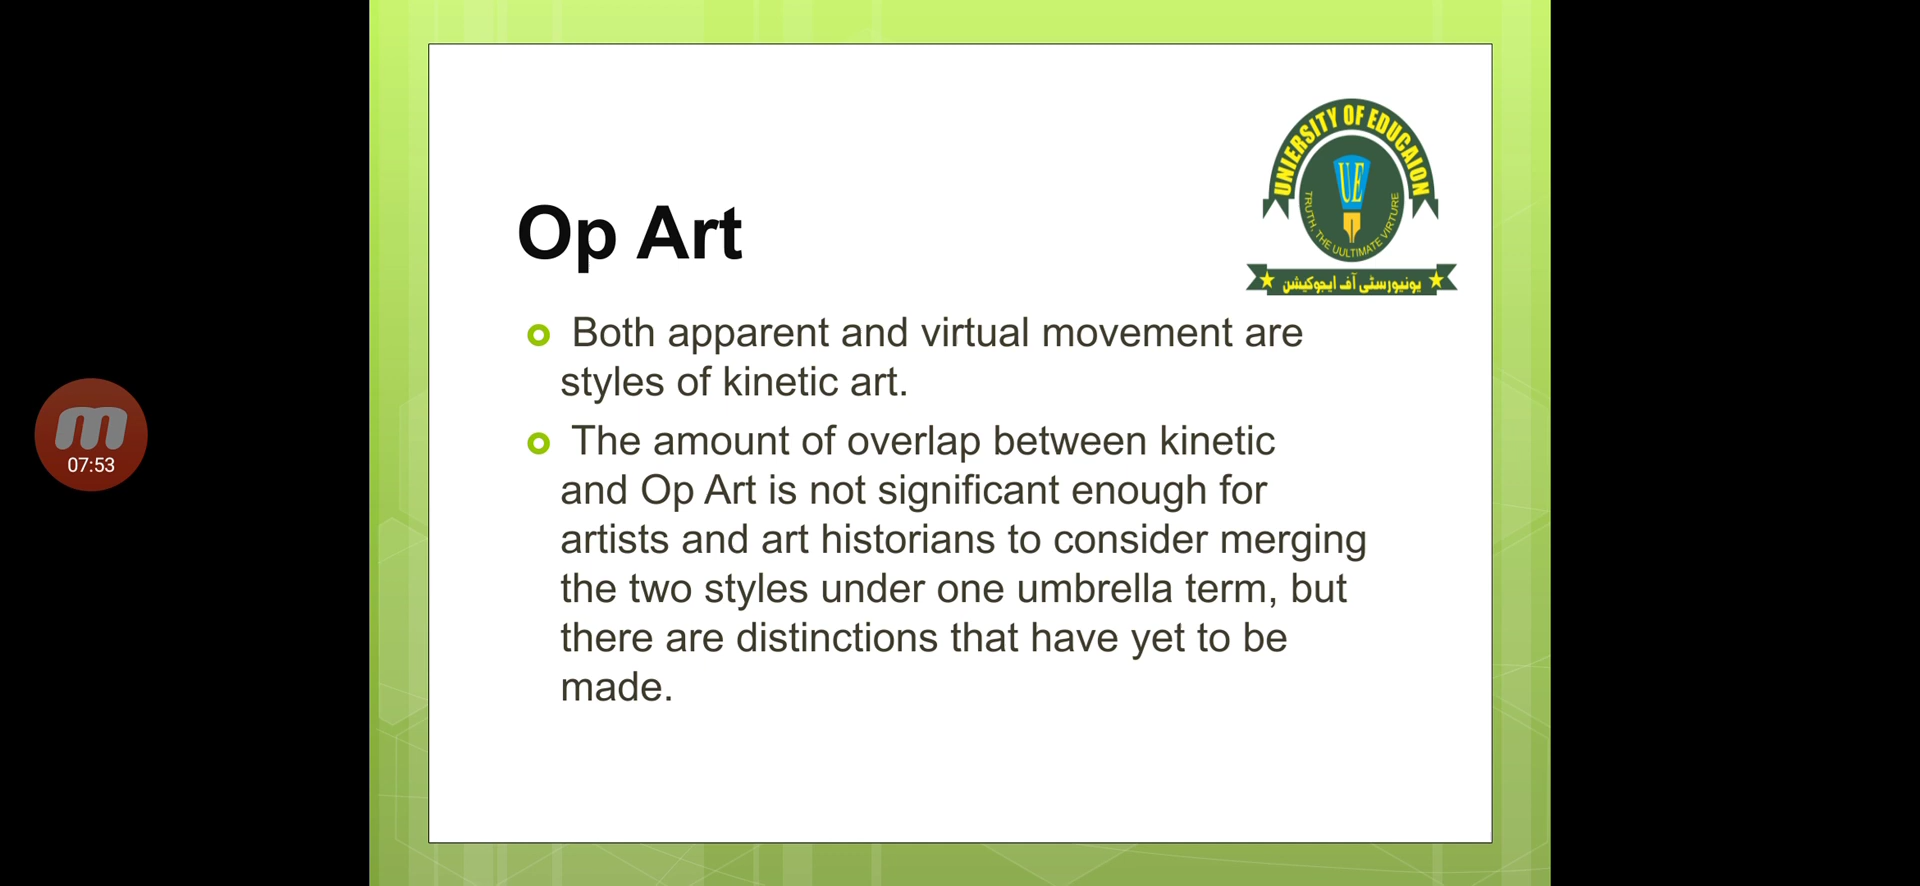 UNIERSITY OF EDUCAION
UE
TRUTH, THE UULTIMATE VIRTURE
یونیورسٹی آف ایجوکیشن
Op Art
Both apparent and virtual movement are
styles of kinetic art.
The amount of overlap between kinetic
and Op Art is not significant enough for
artists and art historians to consider merging
the two styles under one umbrella term, but
there are distinctions that have yet to be
made.
m
07:53